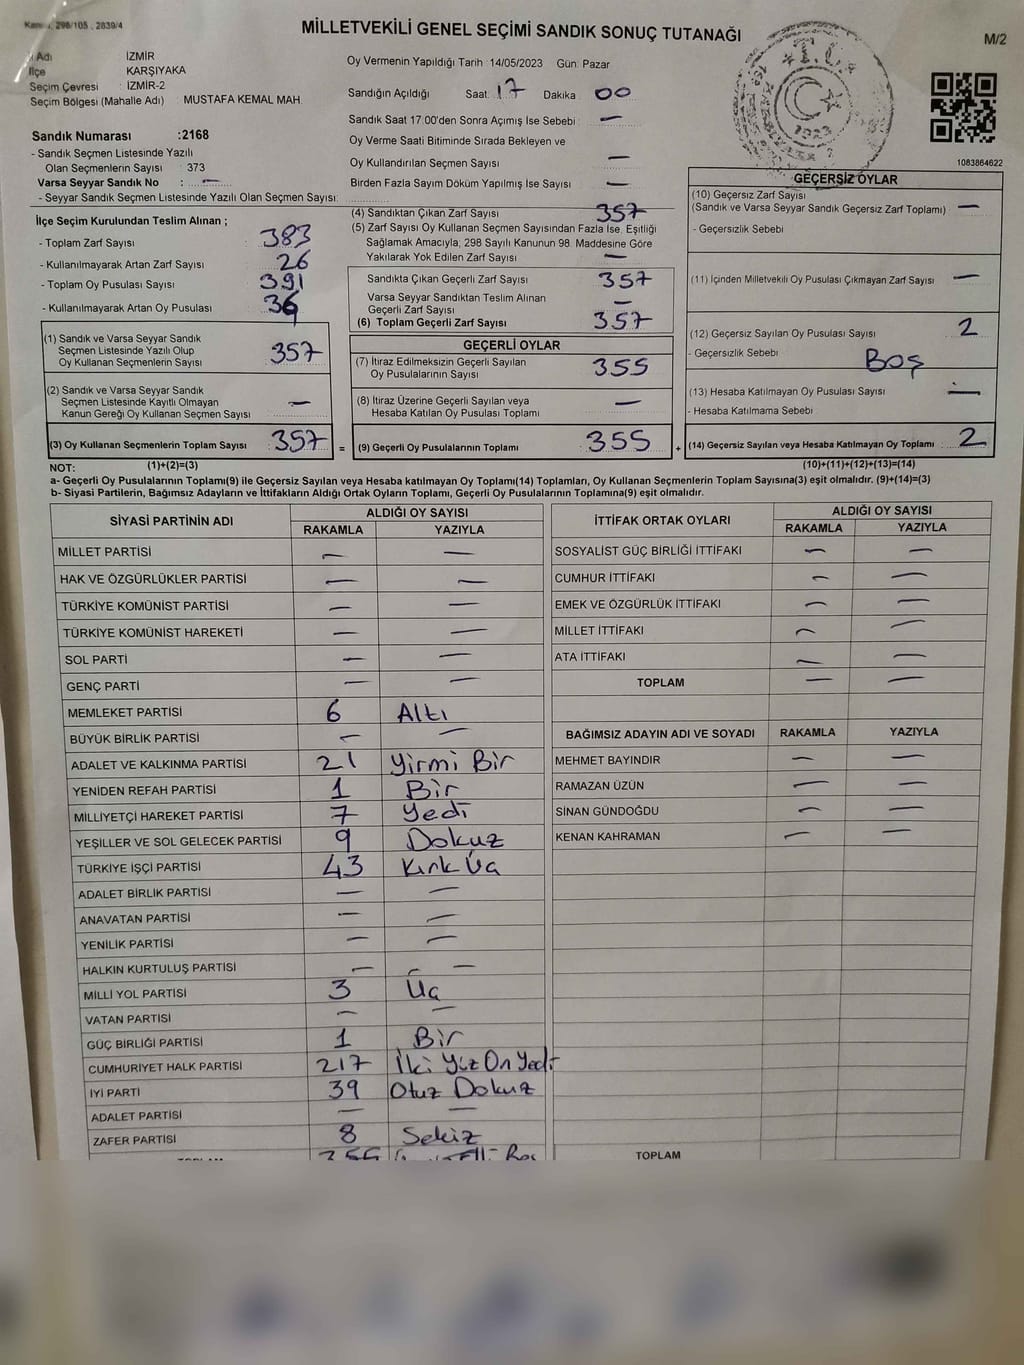 Kanun: 298/105, 2839/4
MİLLETVEKİLİ GENEL SEÇİMİ SANDIK SONUÇ TUTANAĞI
M/2
İl Adı İZMİR
İlçe KARŞIYAKA
Seçim Çevresi : İZMİR-2
Seçim Bölgesi (Mahalle Adı) : MUSTAFA KEMAL MAH.
Sandık Numarası :2168
- Sandık Seçmen Listesinde Yazılı
Olan Seçmenlerin Sayısı : 373
Varsa Seyyar Sandık No : —
- Seyyar Sandık Seçmen Listesinde Yazılı Olan Seçmen Sayısı:
İlçe Seçim Kurulundan Teslim Alınan ;
- Toplam Zarf Sayısı : 383
- Kullanılmayarak Artan Zarf Sayısı : 26
- Toplam Oy Pusulası Sayısı : 391
- Kullanılmayarak Artan Oy Pusulası : 36
(1) Sandık ve Varsa Seyyar Sandık
Seçmen Listesinde Yazılı Olup
Oy Kullanan Seçmenlerin Sayısı 357
(2) Sandık ve Varsa Seyyar Sandık
Seçmen Listesinde Kayıtlı Olmayan
Kanun Gereği Oy Kullanan Seçmen Sayısı —
(3) Oy Kullanan Seçmenlerin Toplam Sayısı 357 =
Oy Vermenin Yapıldığı Tarih 14/05/2023 Gün: Pazar
Sandığın Açıldığı Saat: 17 Dakika 00
Sandık Saat 17:00'den Sonra Açımış İse Sebebi : —
Oy Verme Saati Bitiminde Sırada Bekleyen ve
Oy Kullandırılan Seçmen Sayısı —
Birden Fazla Sayım Döküm Yapılmış İse Sayısı —
(4) Sandıktan Çıkan Zarf Sayısı 357
(5) Zarf Sayısı Oy Kullanan Seçmen Sayısından Fazla İse, Eşitliği
Sağlamak Amacıyla; 298 Sayılı Kanunun 98. Maddesine Göre
Yakılarak Yok Edilen Zarf Sayısı —
Sandıkta Çıkan Geçerli Zarf Sayısı 357
Varsa Seyyar Sandıktan Teslim Alınan
Geçerli Zarf Sayısı —
(6) Toplam Geçerli Zarf Sayısı 357
GEÇERLİ OYLAR
(7) İtiraz Edilmeksizin Geçerli Sayılan
Oy Pusulalarının Sayısı 355
(8) İtiraz Üzerine Geçerli Sayılan veya
Hesaba Katılan Oy Pusulası Toplamı —
(9) Geçerli Oy Pusulalarının Toplamı 355 +
T.C.
1923
1083864622
GEÇERSİZ OYLAR
(10) Geçersiz Zarf Sayısı
(Sandık ve Varsa Seyyar Sandık Geçersiz Zarf Toplamı) —
- Geçersizlik Sebebi
(11) İçinden Milletvekili Oy Pusulası Çıkmayan Zarf Sayısı —
(12) Geçersiz Sayılan Oy Pusulası Sayısı 2
- Geçersizlik Sebebi Boş
(13) Hesaba Katılmayan Oy Pusulası Sayısı —
- Hesaba Katılmama Sebebi
(14) Geçersiz Sayılan veya Hesaba Katılmayan Oy Toplamı 2
NOT: (1)+(2)=(3) (10)+(11)+(12)+(13)=(14)
a- Geçerli Oy Pusulalarının Toplamı(9) ile Geçersiz Sayılan veya Hesaba katılmayan Oy Toplamı(14) Toplamları, Oy Kullanan Seçmenlerin Toplam Sayısına(3) eşit olmalıdır. (9)+(14)=(3)
b- Siyasi Partilerin, Bağımsız Adayların ve İttifakların Aldığı Ortak Oyların Toplamı, Geçerli Oy Pusulalarının Toplamına(9) eşit olmalıdır.
SİYASİ PARTİNİN ADI ALDIĞI OY SAYISI
RAKAMLA YAZIYLA
MİLLET PARTİSİ — —
HAK VE ÖZGÜRLÜKLER PARTİSİ — —
TÜRKİYE KOMÜNİST PARTİSİ — —
TÜRKİYE KOMÜNİST HAREKETİ — —
SOL PARTİ — —
GENÇ PARTİ — —
MEMLEKET PARTİSİ 6 Altı
BÜYÜK BİRLİK PARTİSİ — —
ADALET VE KALKINMA PARTİSİ 21 Yirmi Bir
YENİDEN REFAH PARTİSİ 1 Bir
MİLLİYETÇİ HAREKET PARTİSİ 7 Yedi
YEŞİLLER VE SOL GELECEK PARTİSİ 9 Dokuz
TÜRKİYE İŞÇİ PARTİSİ 43 Kırk Üç
ADALET BİRLİK PARTİSİ — —
ANAVATAN PARTİSİ — —
YENİLİK PARTİSİ — —
HALKIN KURTULUŞ PARTİSİ — —
MİLLİ YOL PARTİSİ 3 Üç
VATAN PARTİSİ — —
GÜÇ BİRLİĞİ PARTİSİ 1 Bir
CUMHURİYET HALK PARTİSİ 217 İki Yüz On Yedi
İYİ PARTİ 39 Otuz Dokuz
ADALET PARTİSİ — —
ZAFER PARTİSİ 8 Sekiz
TOPLAM 355
İTTİFAK ORTAK OYLARI ALDIĞI OY SAYISI
RAKAMLA YAZIYLA
SOSYALİST GÜÇ BİRLİĞİ İTTİFAKI — —
CUMHUR İTTİFAKI — —
EMEK VE ÖZGÜRLÜK İTTİFAKI — —
MİLLET İTTİFAKI — —
ATA İTTİFAKI — —
TOPLAM — —
BAĞIMSIZ ADAYIN ADI VE SOYADI RAKAMLA YAZIYLA
MEHMET BAYINDIR — —
RAMAZAN ÜZÜN — —
SİNAN GÜNDOĞDU — —
KENAN KAHRAMAN — —
TOPLAM